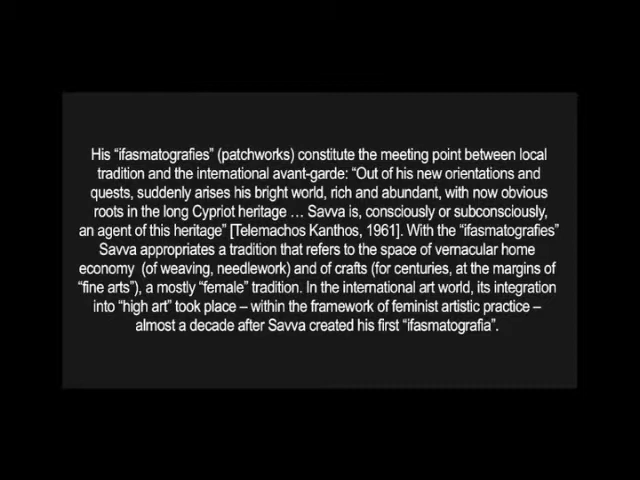 His “ifasmatografies” (patchworks) constitute the meeting point between local
tradition and the international avant-garde: “Out of his new orientations and
quests, suddenly arises his bright world, rich and abundant, with now obvious
roots in the long Cypriot heritage … Savva is, consciously or subconsciously,
an agent of this heritage” [Telemachos Kanthos, 1961]. With the “ifasmatografies”
Savva appropriates a tradition that refers to the space of vernacular home
economy (of weaving, needlework) and of crafts (for centuries, at the margins of
“fine arts”), a mostly “female” tradition. In the international art world, its integration
into “high art” took place – within the framework of feminist artistic practice –
almost a decade after Savva created his first “ifasmatografia”.